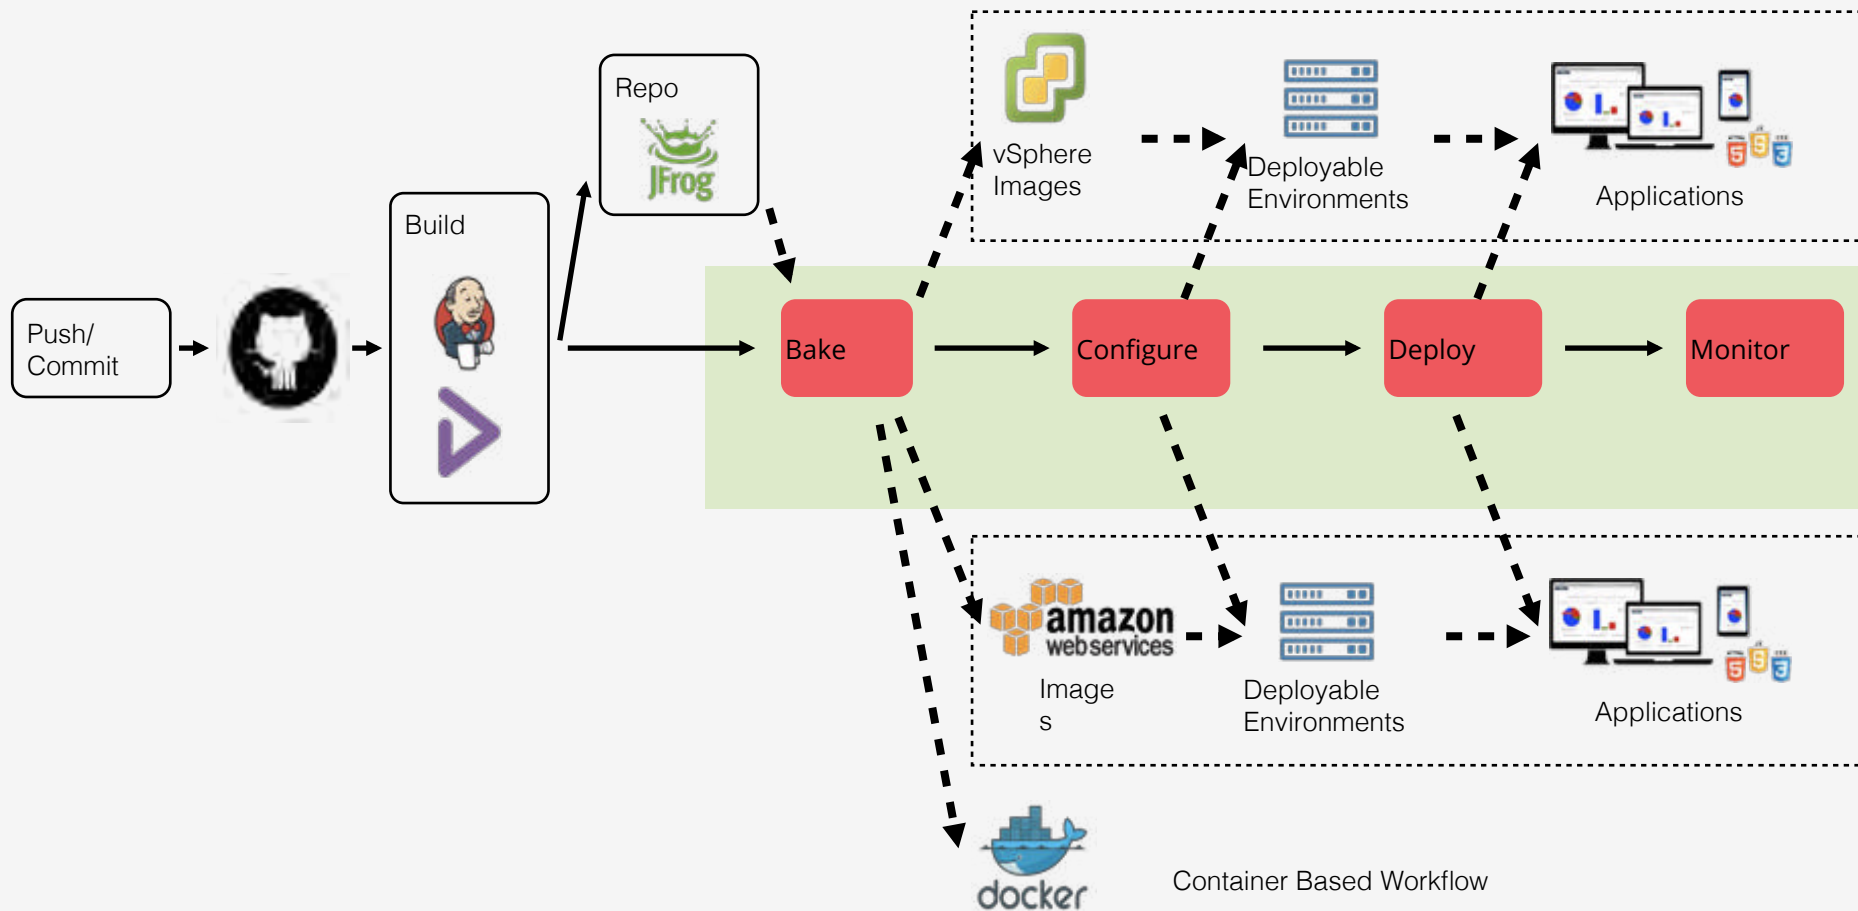 Repo
JFrog
Build
Push/
Commit
vSphere
Images
Deployable
Environments
Applications
Bake
Configure
Deploy
Monitor
amazon
webservices
Image
s
Deployable
Environments
Applications
docker
Container Based Workflow